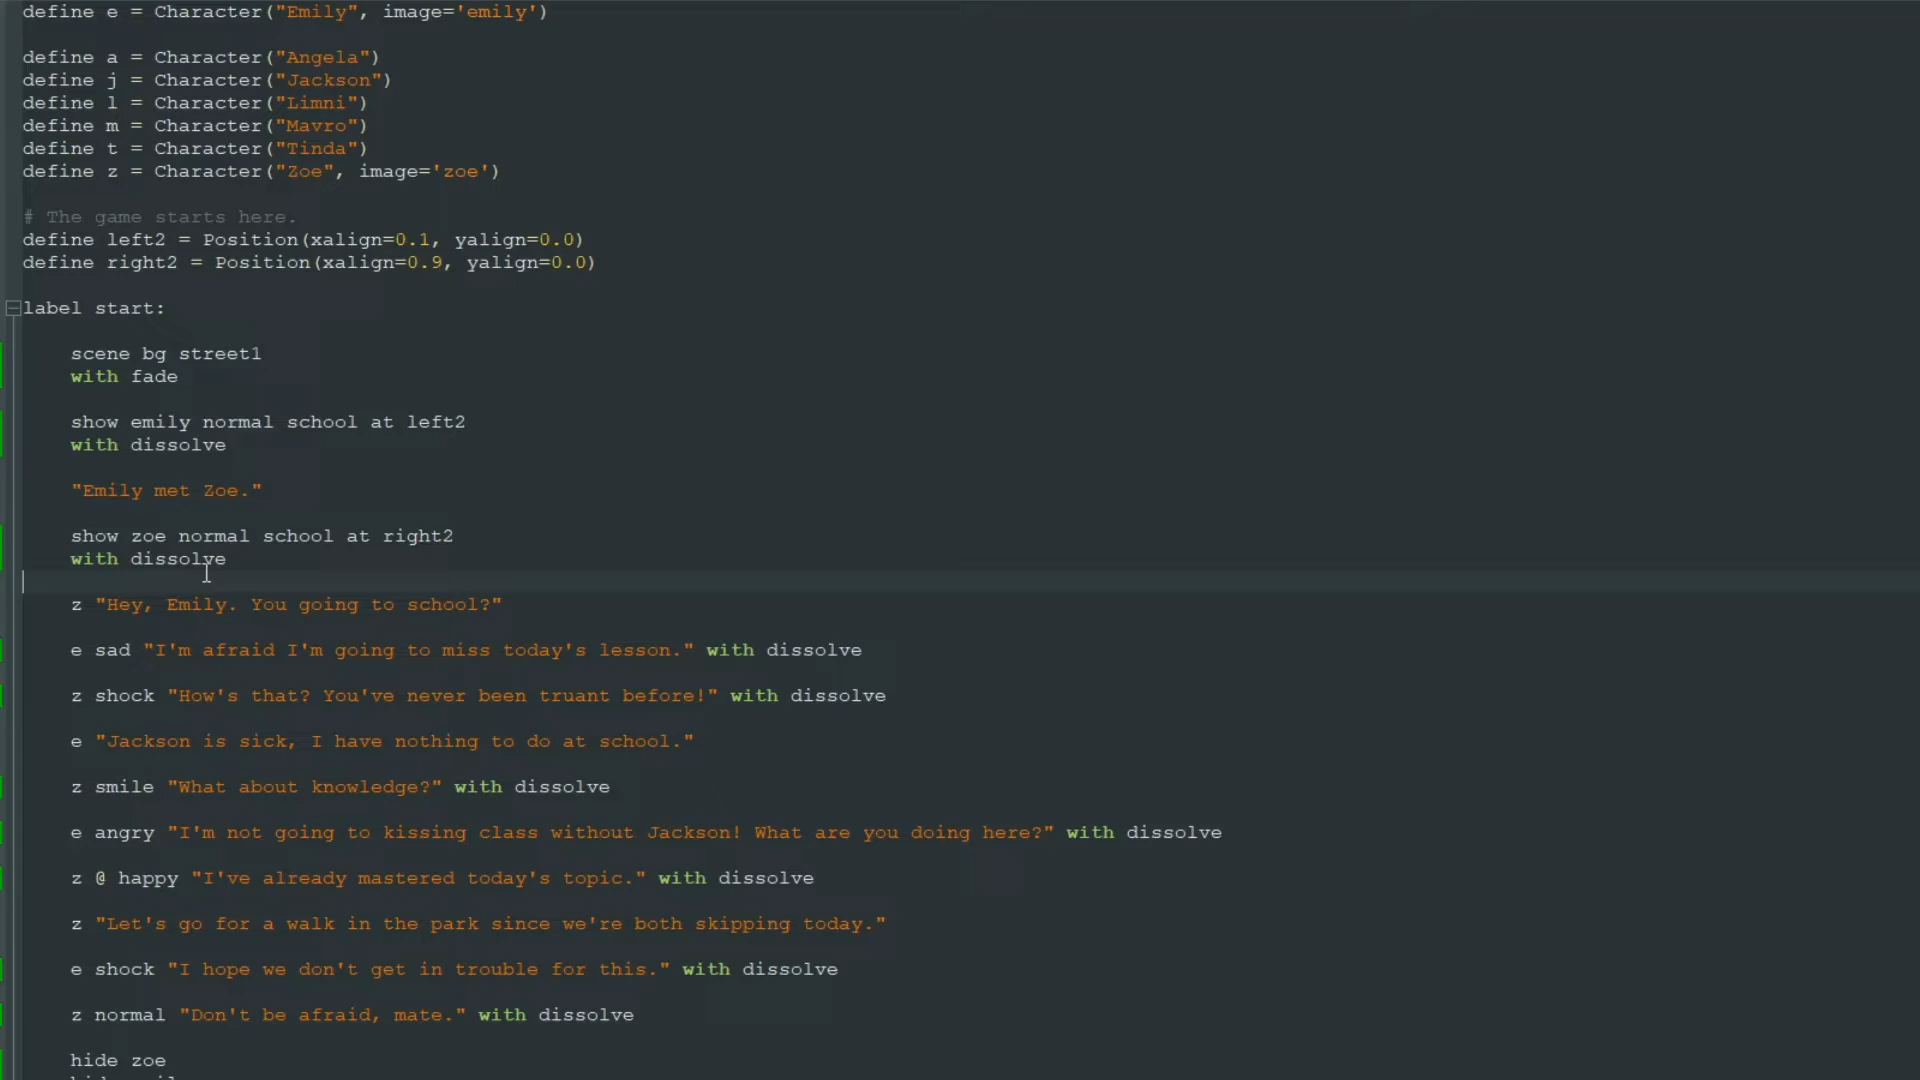 define e = Character("Emily", image='emily')
define a = Character("Angela")
define j = Character("Jackson")
define l = Character("Limni")
define m = Character("Mavro")
define t = Character("Tinda")
define z = Character("Zoe", image='zoe')
# The game starts here.
define left2 = Position(xalign=0.1, yalign=0.0)
define right2 = Position(xalign=0.9, yalign=0.0)
label start:
scene bg street1
with fade
show emily normal school at left2
with dissolve
"Emily met Zoe."
show zoe normal school at right2
with dissolve
z "Hey, Emily. You going to school?"
e sad "I'm afraid I'm going to miss today's lesson." with dissolve
z shock "How's that? You've never been truant before!" with dissolve
e "Jackson is sick, I have nothing to do at school."
z smile "What about knowledge?" with dissolve
e angry "I'm not going to kissing class without Jackson! What are you doing here?" with dissolve
z @ happy "I've already mastered today's topic." with dissolve
z "Let's go for a walk in the park since we're both skipping today."
e shock "I hope we don't get in trouble for this." with dissolve
z normal "Don't be afraid, mate." with dissolve
hide zoe